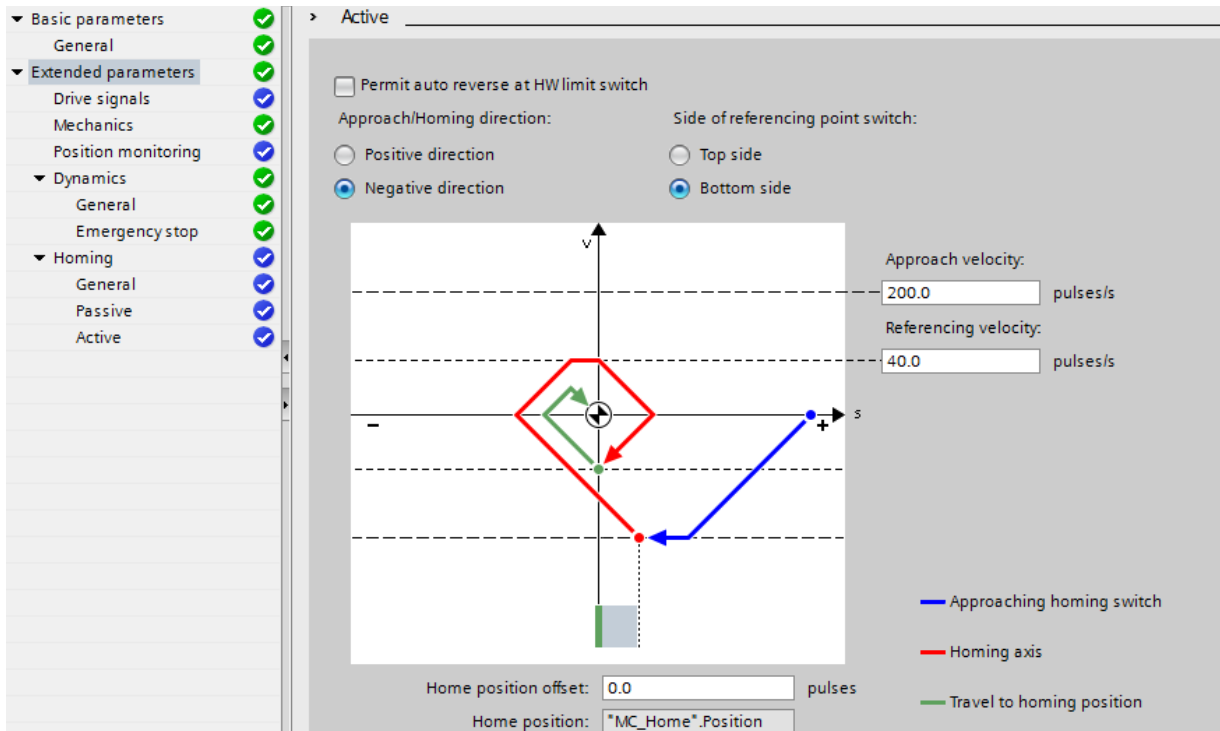 Basic parameters
General
Extended parameters
Drive signals
Mechanics
Position monitoring
Dynamics
General
Emergency stop
Homing
General
Passive
Active
Active
Permit auto reverse at HW limit switch
Approach/Homing direction:
Side of referencing point switch:
Positive direction
Top side
Negative direction
Bottom side
v
Approach velocity:
200.0 pulses/s
Referencing velocity:
40.0 pulses/s
− + s
Approaching homing switch
Homing axis
Travel to homing position
Home position offset: 0.0 pulses
Home position: "MC_Home".Position